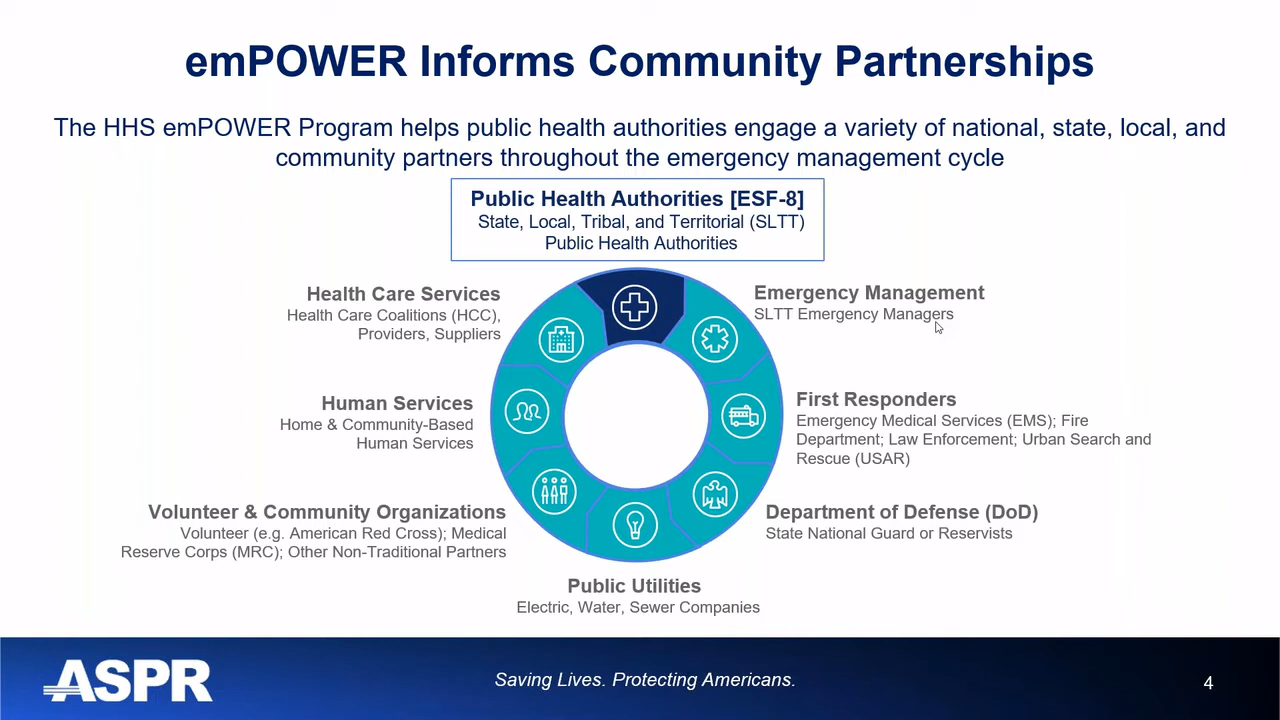 emPOWER Informs Community Partnerships
The HHS emPOWER Program helps public health authorities engage a variety of national, state, local, and
community partners throughout the emergency management cycle
Public Health Authorities [ESF-8]
State, Local, Tribal, and Territorial (SLTT)
Public Health Authorities
Emergency Management
SLTT Emergency Managers
First Responders
Emergency Medical Services (EMS); Fire
Department; Law Enforcement; Urban Search and
Rescue (USAR)
Department of Defense (DoD)
State National Guard or Reservists
Public Utilities
Electric, Water, Sewer Companies
Volunteer & Community Organizations
Volunteer (e.g. American Red Cross); Medical
Reserve Corps (MRC); Other Non-Traditional Partners
Human Services
Home & Community-Based
Human Services
Health Care Services
Health Care Coalitions (HCC),
Providers, Suppliers
ASPR
Saving Lives. Protecting Americans.
4